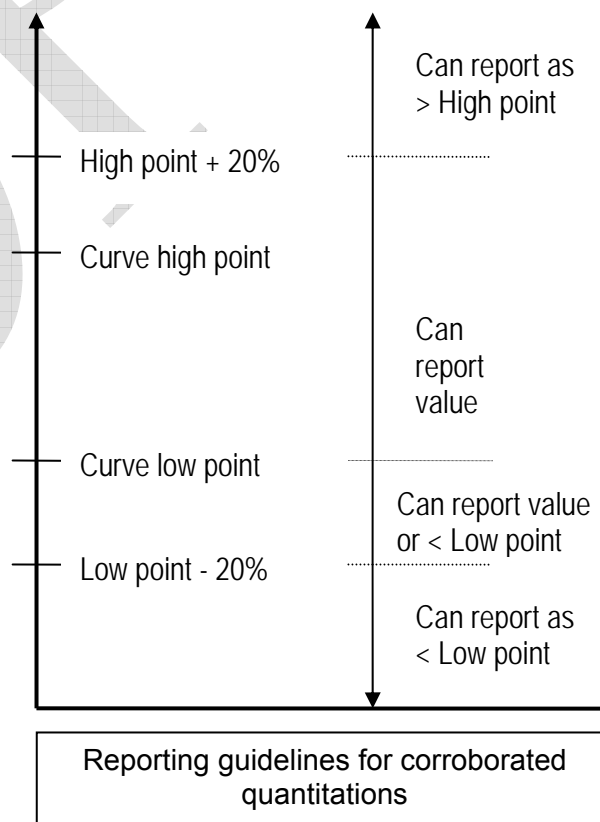 Can report as
> High point
High point + 20%
Curve high point
Can
report
value
Curve low point
Can report value
or < Low point
Low point - 20%
Can report as
< Low point
Reporting guidelines for corroborated
quantitations